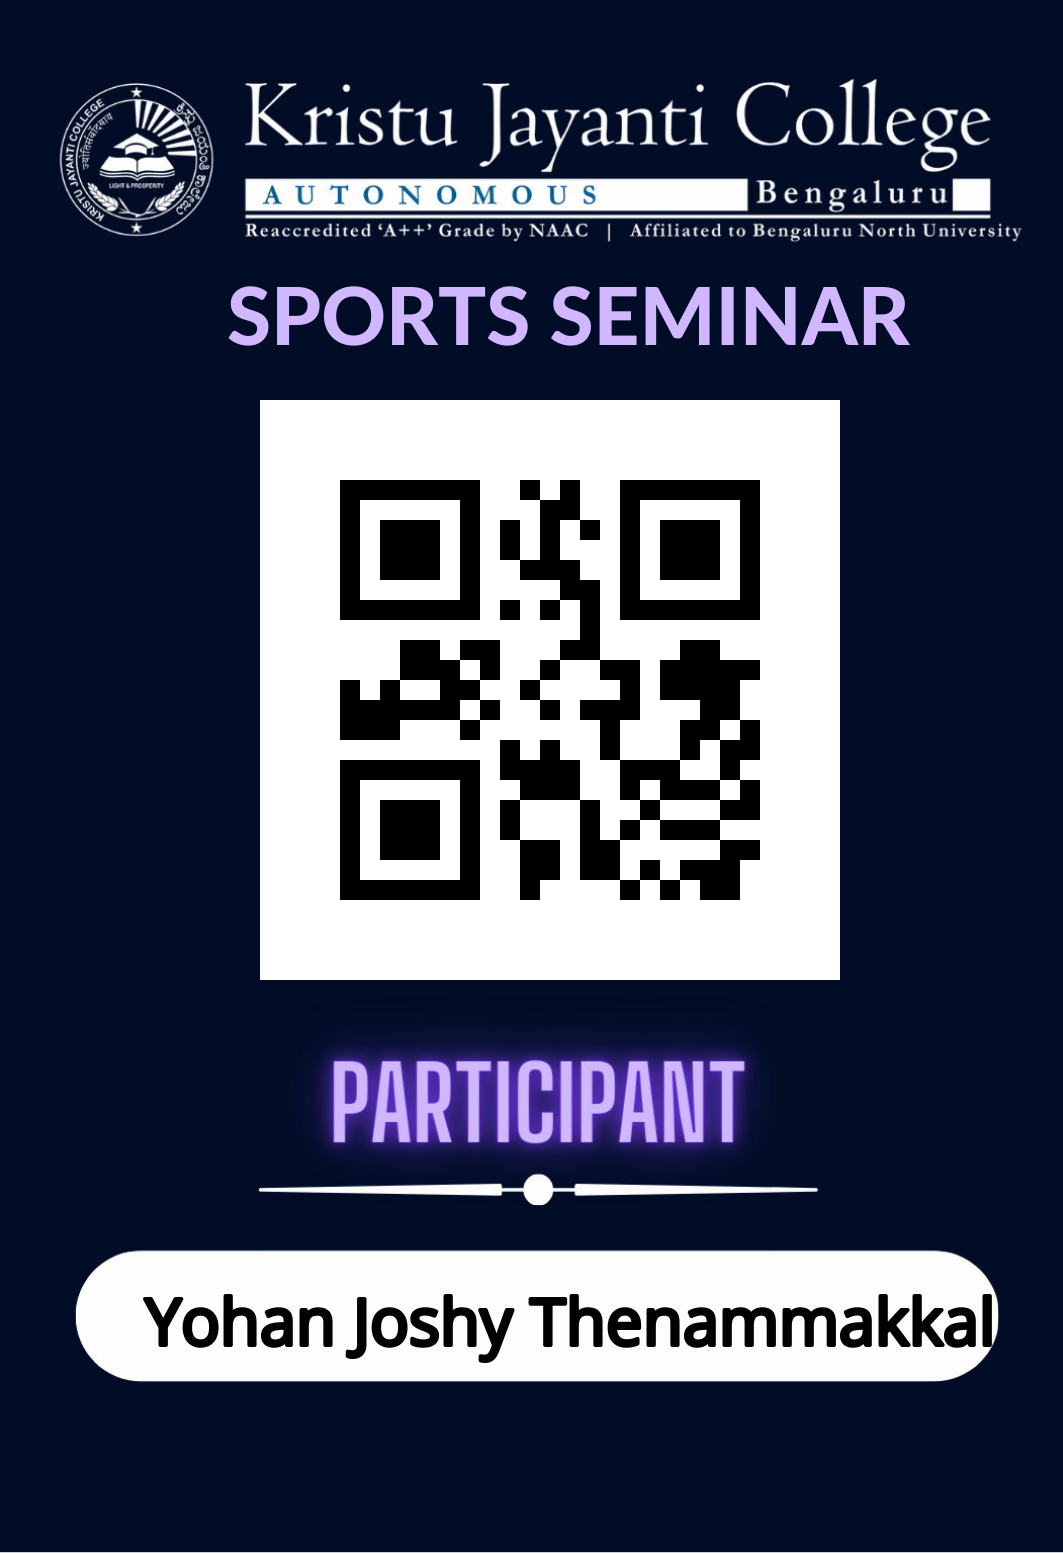 KRISTU JAYANTI COLLEGE
ಕ್ರಿಸ್ತು ಜಯಂತಿ ಕಾಲೇಜು
LIGHT & PROSPERITY
Kristu Jayanti College
AUTONOMOUS Bengaluru
Reaccredited ‘A++’ Grade by NAAC | Affiliated to Bengaluru North University
SPORTS SEMINAR
PARTICIPANT
Yohan Joshy Thenammakkal